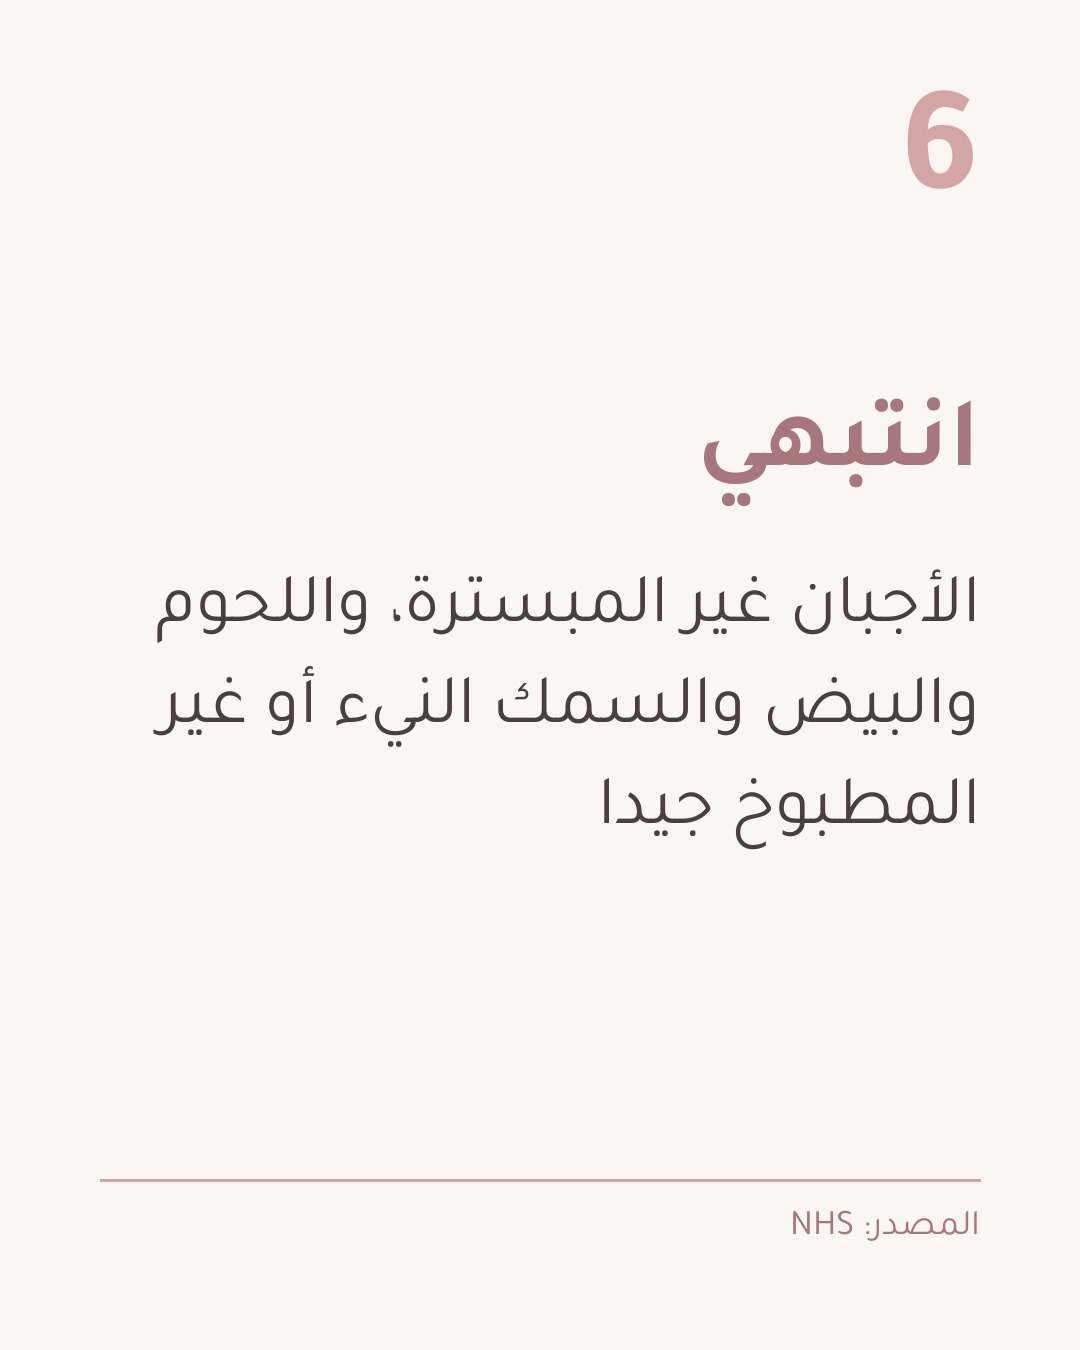 6
انتبهي
الأجبان غير المبسترة، واللحوم
والبيض والسمك النيء أو غير
المطبوخ جيدا
المصدر: NHS